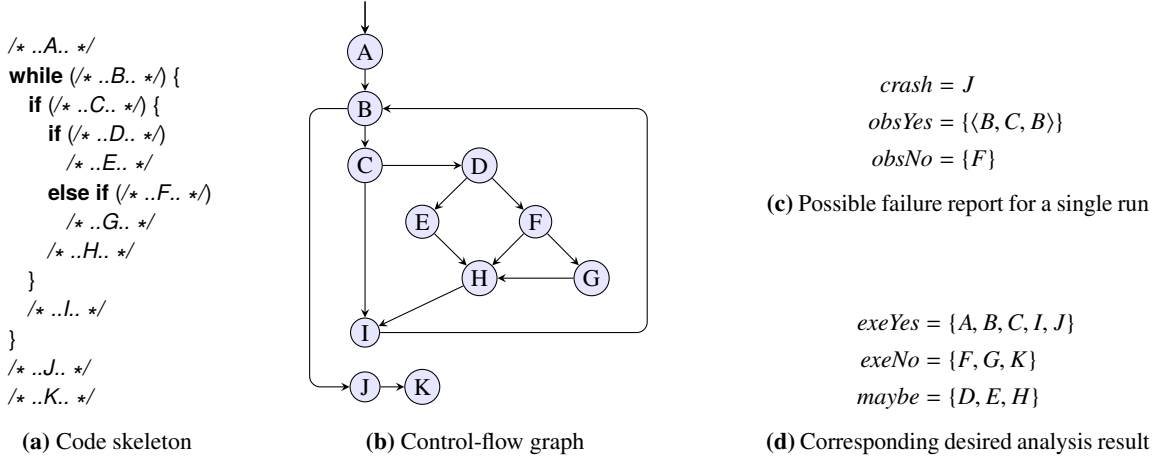 /* ..A.. */
while (/* ..B.. */) {
if (/* ..C.. */) {
if (/* ..D.. */)
/* ..E.. */
else if (/* ..F.. */)
/* ..G.. */
/* ..H.. */
}
/* ..I.. */
}
/* ..J.. */
/* ..K.. */
(a) Code skeleton
A
B
C
D
E
F
H
G
I
J
K
(b) Control-flow graph
crash = J
obsYes = {⟨B, C, B⟩}
obsNo = {F}
(c) Possible failure report for a single run
exeYes = {A, B, C, I, J}
exeNo = {F, G, K}
maybe = {D, E, H}
(d) Corresponding desired analysis result